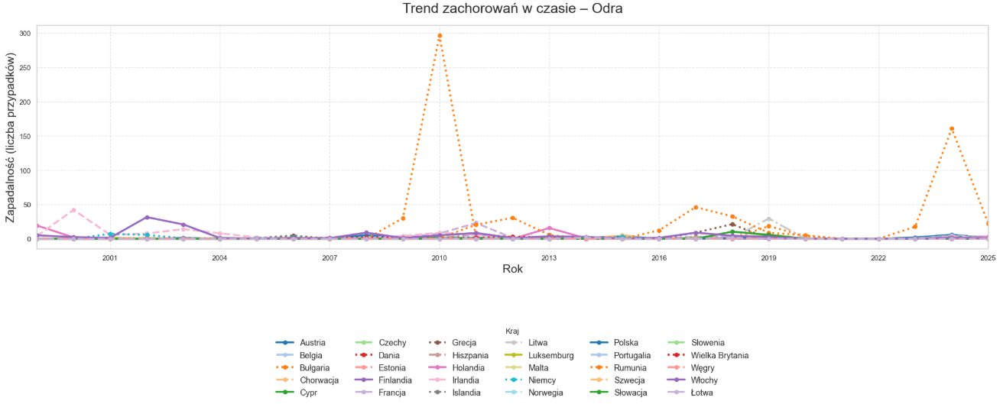 Trend zachorowań w czasie – Odra
Zapadalność (liczba przypadków)
300
250
200
150
100
50
0
2001 2004 2007 2010 2013 2016 2019 2022 2025
Rok
Kraj
Austria Czechy Grecja Litwa Polska Słowenia
Belgia Dania Hiszpania Luksemburg Portugalia Wielka Brytania
Bułgaria Estonia Holandia Malta Rumunia Węgry
Chorwacja Finlandia Irlandia Niemcy Szwecja Włochy
Cypr Francja Islandia Norwegia Słowacja Łotwa